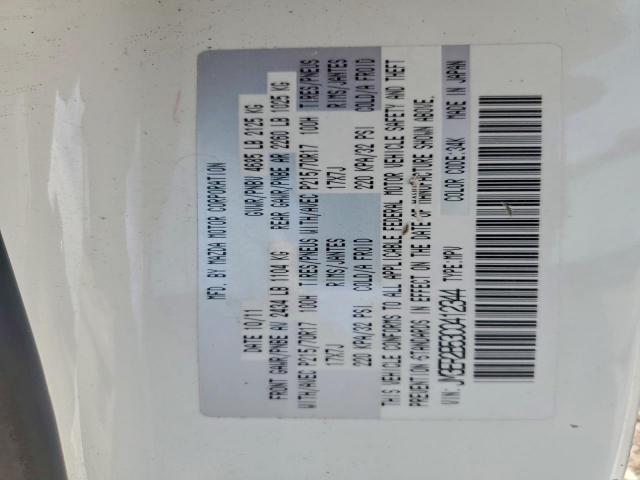 MFD. BY MAZDA MOTOR CORPORATION
DATE 10/11 GVWR/PNBV 4685 LB 2125 KG
FRONT GAWR/PNBE AV 2434 LB 1104 KG REAR GAWR/PNBE AR 2260 LB 1025 KG
WITH/AVEC P215/70R17 100H TIRES/PNEUS WITH/AVEC P215/70R17 100H TIRES/PNEUS
17X7J RIMS/JANTES 17X7J RIMS/JANTES
220 KPA/32 PSI COLD/A FROID 220 KPA/32 PSI COLD/A FROID
THIS VEHICLE CONFORMS TO ALL APPLICABLE FEDERAL MOTOR VEHICLE SAFETY AND THEFT
PREVENTION STANDARDS IN EFFECT ON THE DATE OF MANUFACTURE SHOWN ABOVE.
VIN: JM3ER2B53C0412344 TYPE:MPV COLOR CODE:34K MADE IN JAPAN